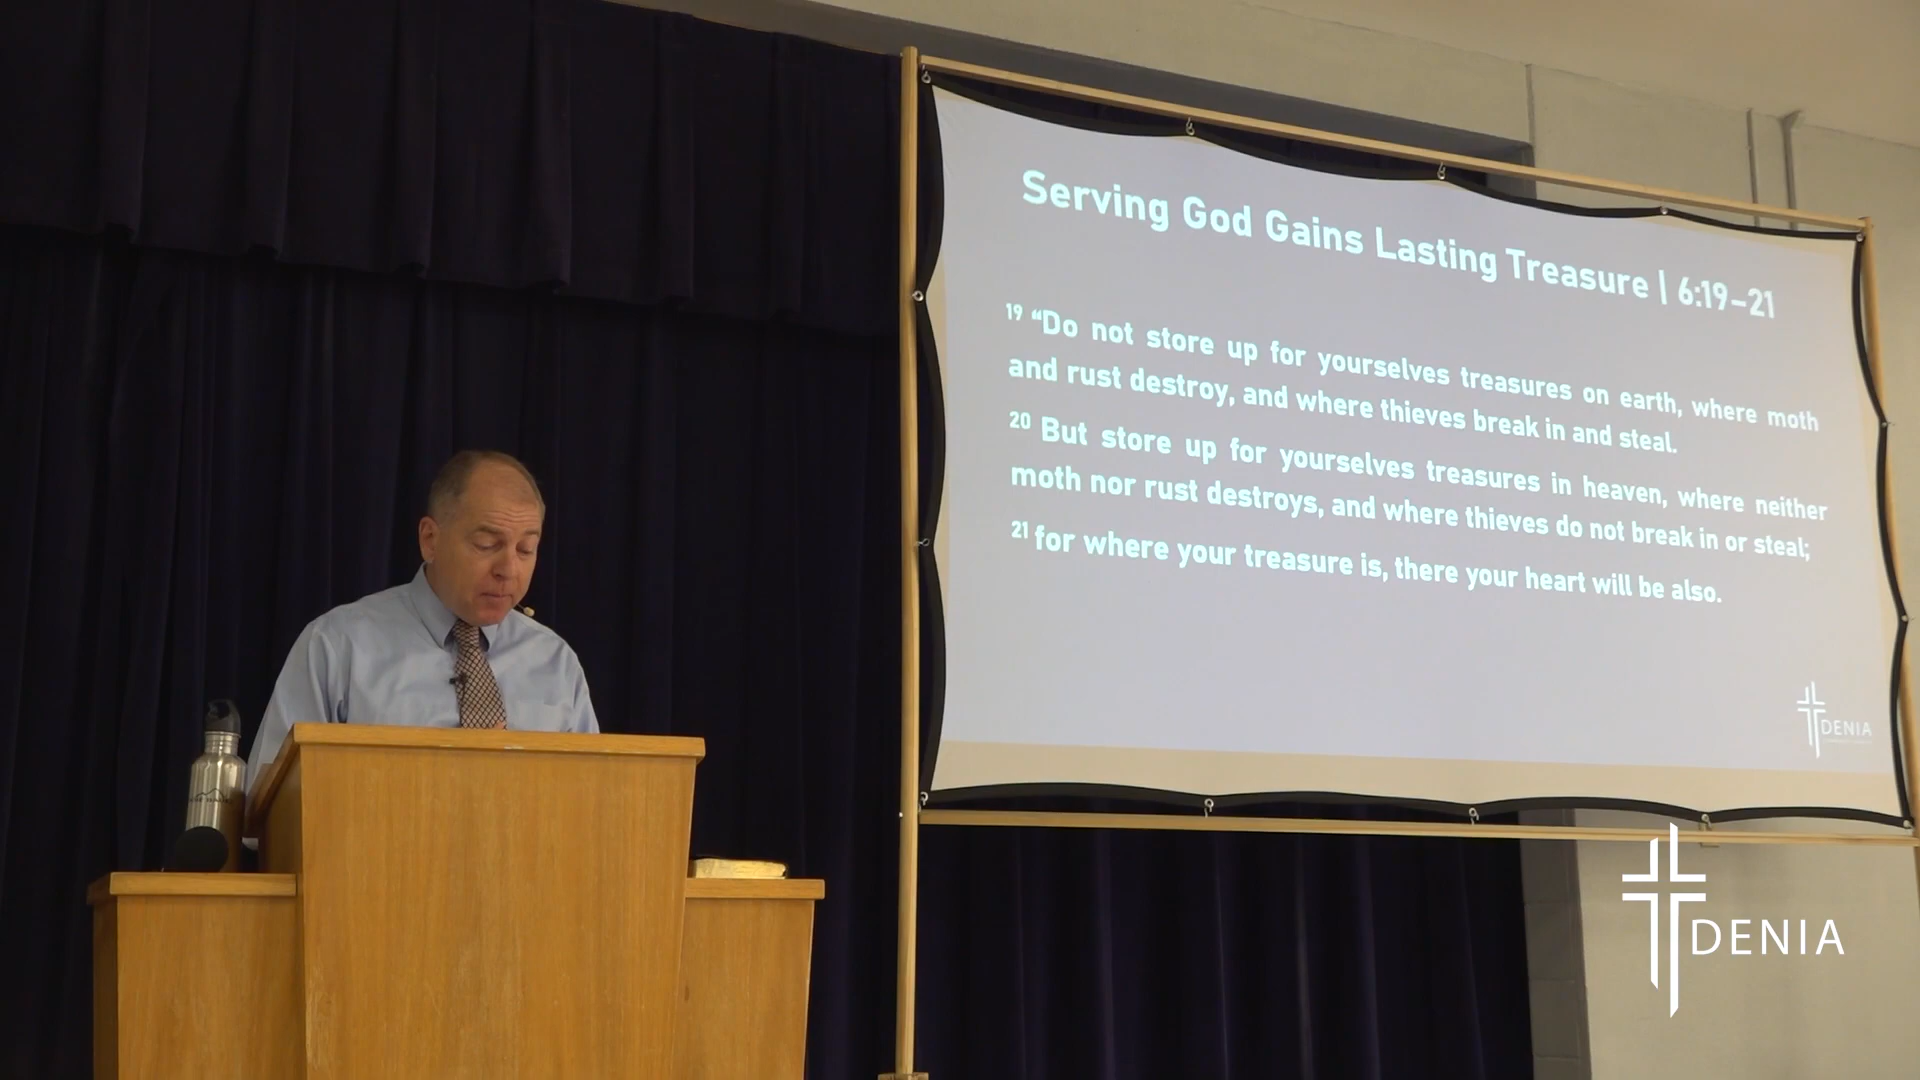 Serving God Gains Lasting Treasure | 6:19–21
19 “Do not store up for yourselves treasures on earth, where moth
and rust destroy, and where thieves break in and steal.
20 But store up for yourselves treasures in heaven, where neither
moth nor rust destroys, and where thieves do not break in or steal;
21 for where your treasure is, there your heart will be also.
DENIA
DENIA